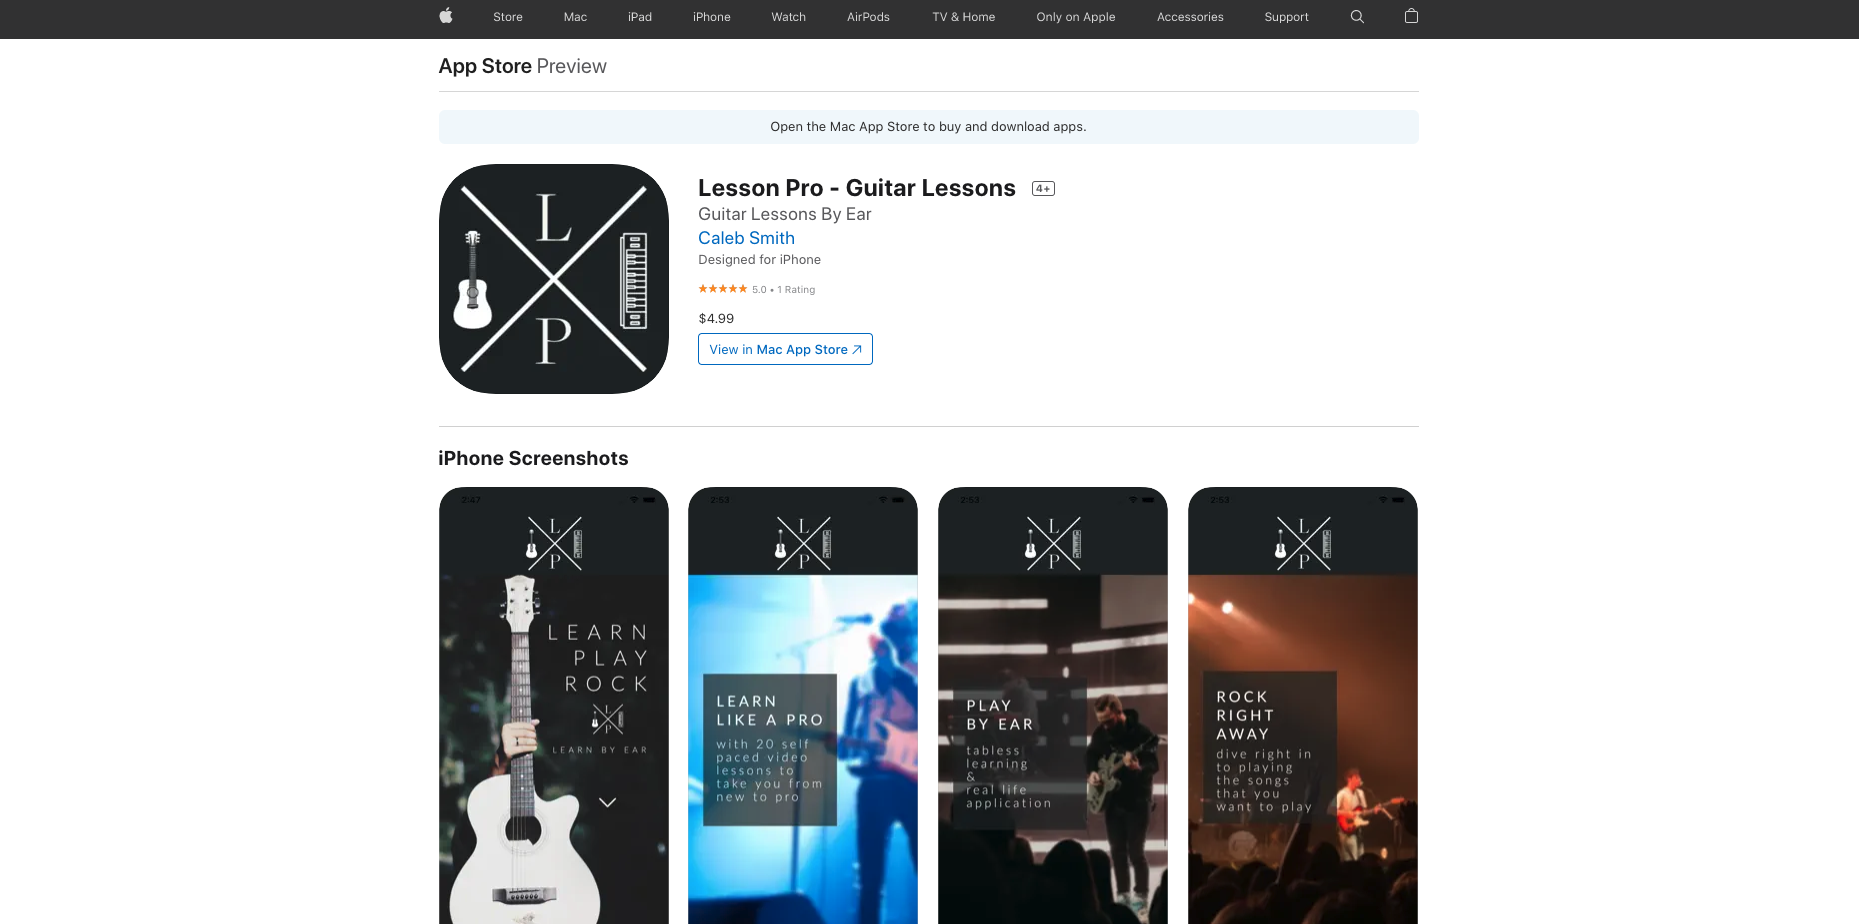 Store Mac iPad iPhone Watch AirPods TV & Home Only on Apple Accessories Support
App Store Preview
Open the Mac App Store to buy and download apps.
L
P
Lesson Pro - Guitar Lessons 4+
Guitar Lessons By Ear
Caleb Smith
Designed for iPhone
★★★★★ 5.0 • 1 Rating
$4.99
View in Mac App Store ↗
iPhone Screenshots
2:47
L
P
LEARN
PLAY
ROCK
L
P
LEARN BY EAR
2:53
L
P
LEARN
LIKE A PRO
with 20 self
paced video
lessons to
take you from
new to pro
2:53
L
P
PLAY
BY EAR
tabless
learning
&
real life
application
2:53
L
P
ROCK
RIGHT
AWAY
dive right in
to playing
the songs
that you
want to play